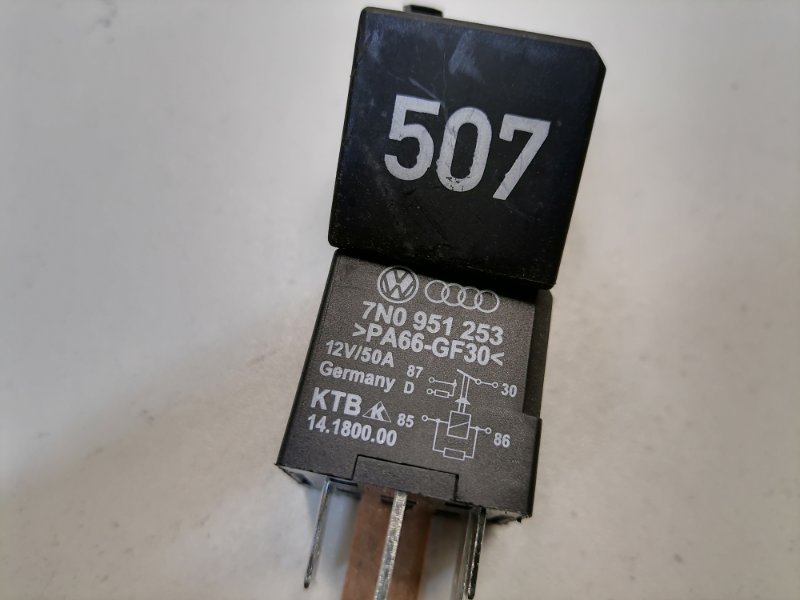 507
7N0 951 253
>PA66-GF30<
12V/50A
87
30
Germany
D
KTB
85
86
14.1800.00